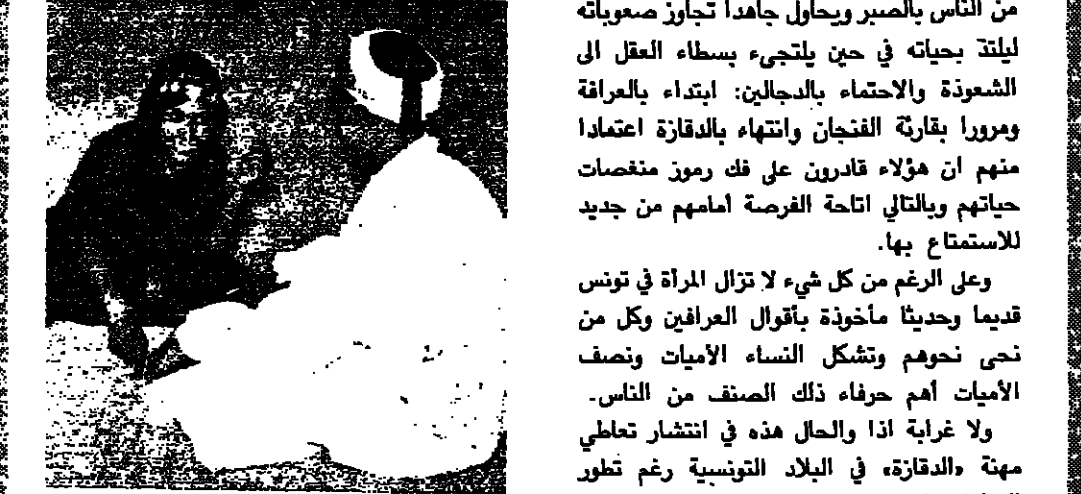 من الناس بالصبر ويحاول جاهدا تجاوز صعوباته
ليلتذ بحياته في حين يلتجىء بسطاء العقل الى
الشعوذة والاحتماء بالدجالين: ابتداء بالعرافة
ومرورا بقارئة الفنجان وانتهاء بالدقازة اعتمادا
منهم ان هؤلاء قادرون على فك رموز منغصات
حياتهم وبالتالي اتاحة الفرصة أمامهم من جديد
للاستمتاع بها.
وعلى الرغم من كل شيء لا تزال المرأة في تونس
قديما وحديثا مأخوذة بأقوال العرافين وكل من
نحى نحوهم وتشكل النساء الأميات ونصف
الأميات أهم حرفاء ذلك الصنف من الناس.
ولا غرابة اذا والحال هذه في انتشار تعاطي
مهنة «الدقازة» في البلاد التونسية رغم تطور